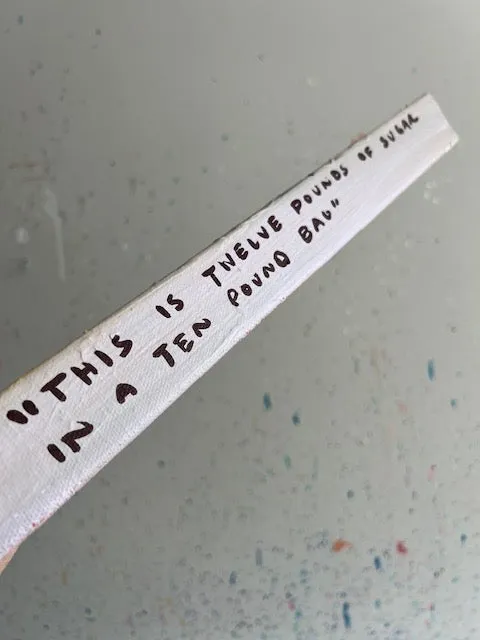 "THIS IS TWELVE POUNDS OF SUGAR
IN A TEN POUND BAG"